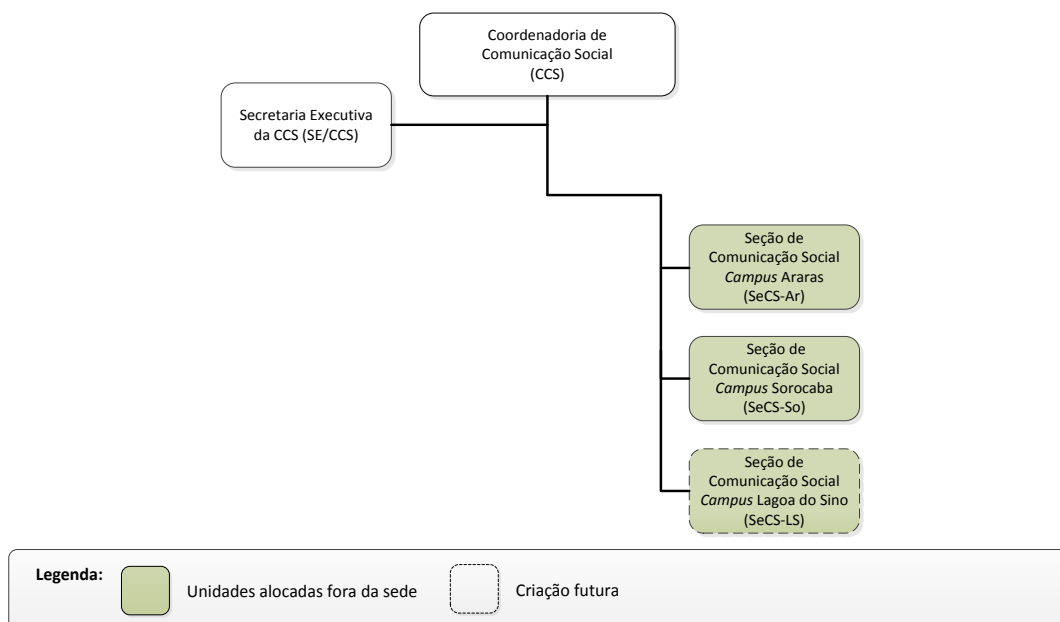 Coordenadoria de
Comunicação Social
(CCS)
Secretaria Executiva
da CCS (SE/CCS)
Seção de
Comunicação Social
Campus Araras
(SeCS-Ar)
Seção de
Comunicação Social
Campus Sorocaba
(SeCS-So)
Seção de
Comunicação Social
Campus Lagoa do Sino
(SeCS-LS)
Legenda:
Unidades alocadas fora da sede
Criação futura